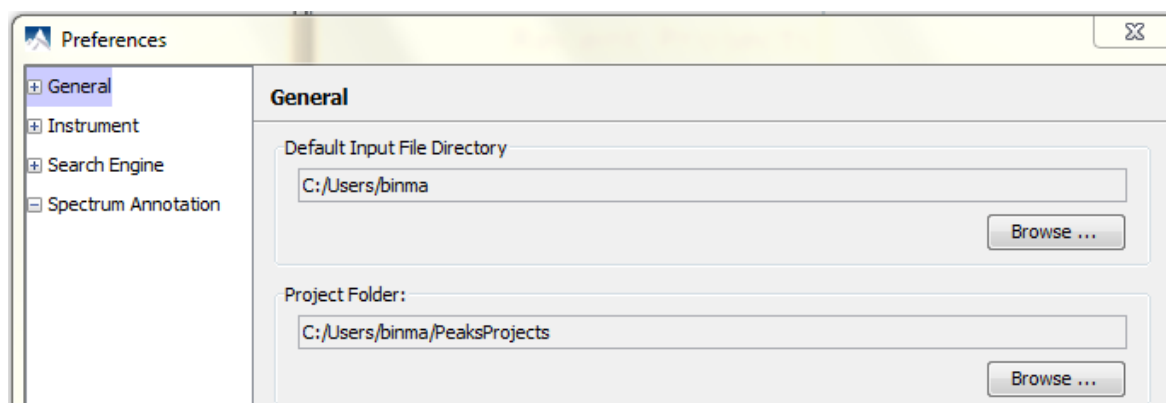 Preferences
General
Instrument
Search Engine
Spectrum Annotation
General
Default Input File Directory
C:/Users/binma
Browse ...
Project Folder:
C:/Users/binma/PeaksProjects
Browse ...